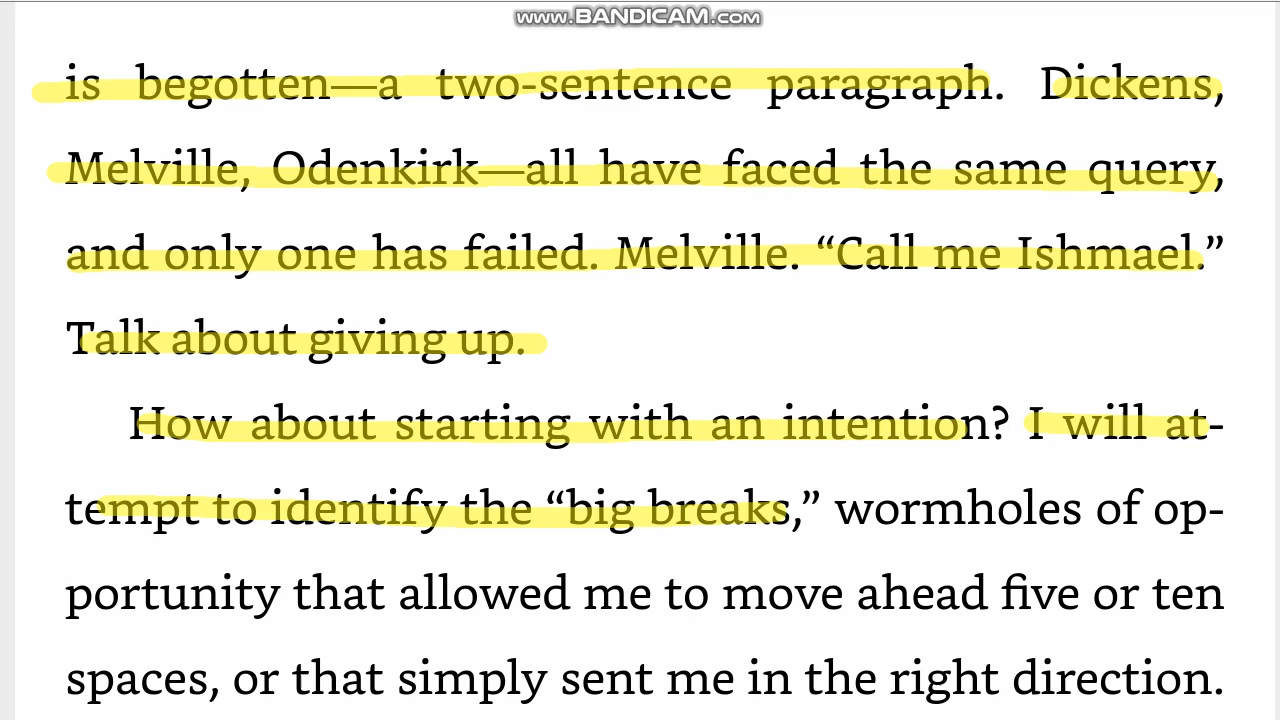 www.BANDICAM.com
is begotten—a two-sentence paragraph. Dickens,
Melville, Odenkirk—all have faced the same query,
and only one has failed. Melville. “Call me Ishmael.”
Talk about giving up.
How about starting with an intention? I will at-
tempt to identify the “big breaks,” wormholes of op-
portunity that allowed me to move ahead five or ten
spaces, or that simply sent me in the right direction.